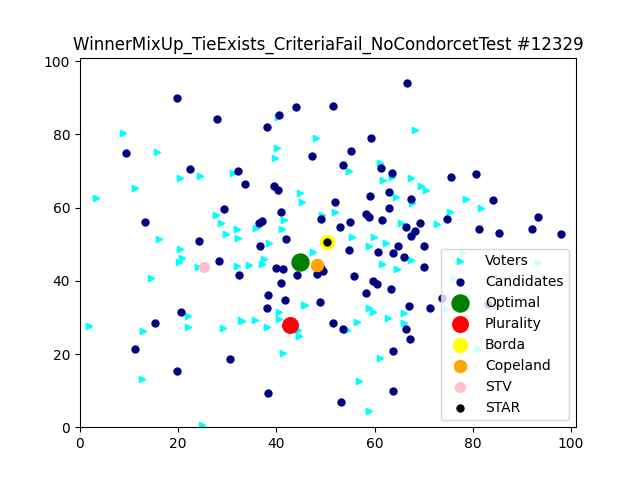 WinnerMixUp_TieExists_CriteriaFail_NoCondorcetTest #12329
100
80
60
40
20
0
0
20
40
60
80
100
Voters
Candidates
Optimal
Plurality
Borda
Copeland
STV
STAR